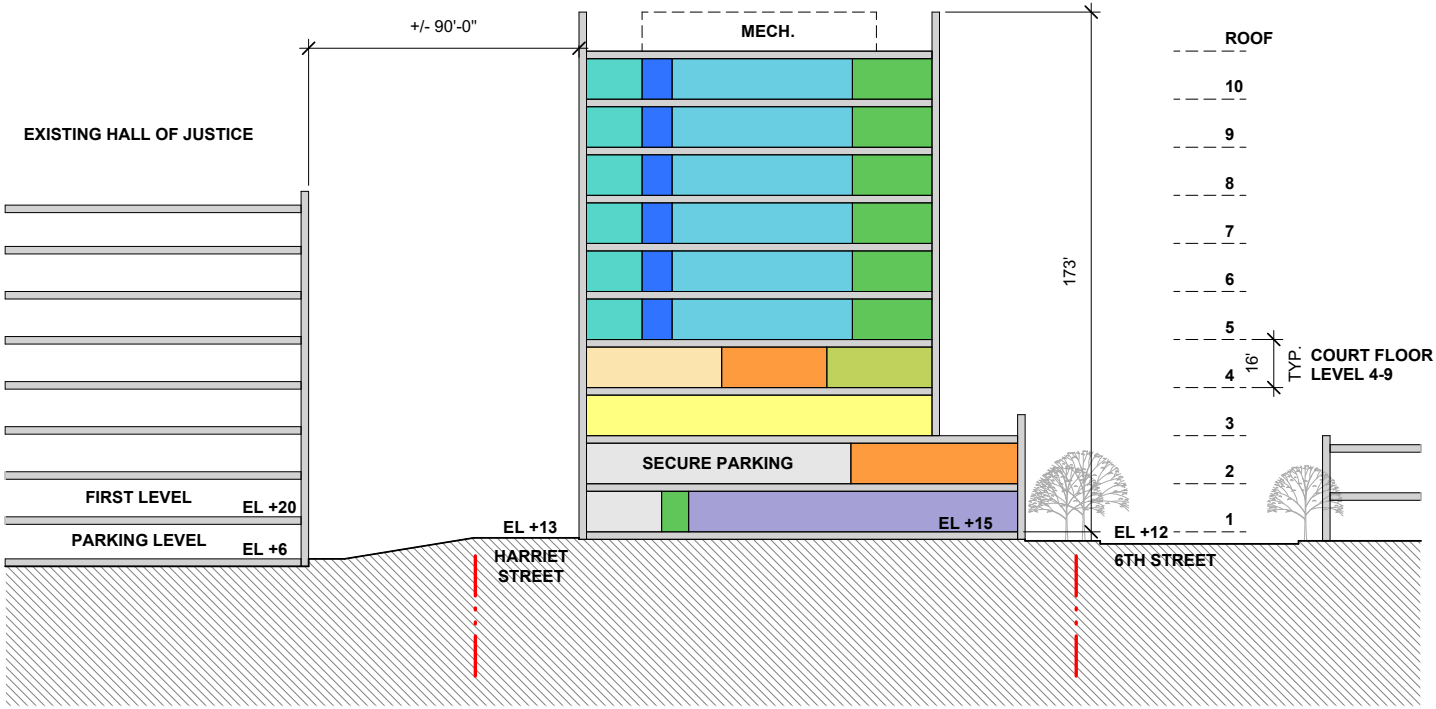 +/- 90'-0"
MECH.
ROOF
10
EXISTING HALL OF JUSTICE
9
8
7
173'
6
5
16'
TYP.
COURT FLOOR
LEVEL 4-9
4
3
SECURE PARKING
2
FIRST LEVEL
EL +20
1
EL +15
EL +13
EL +12
PARKING LEVEL
EL +6
HARRIET
STREET
6TH STREET